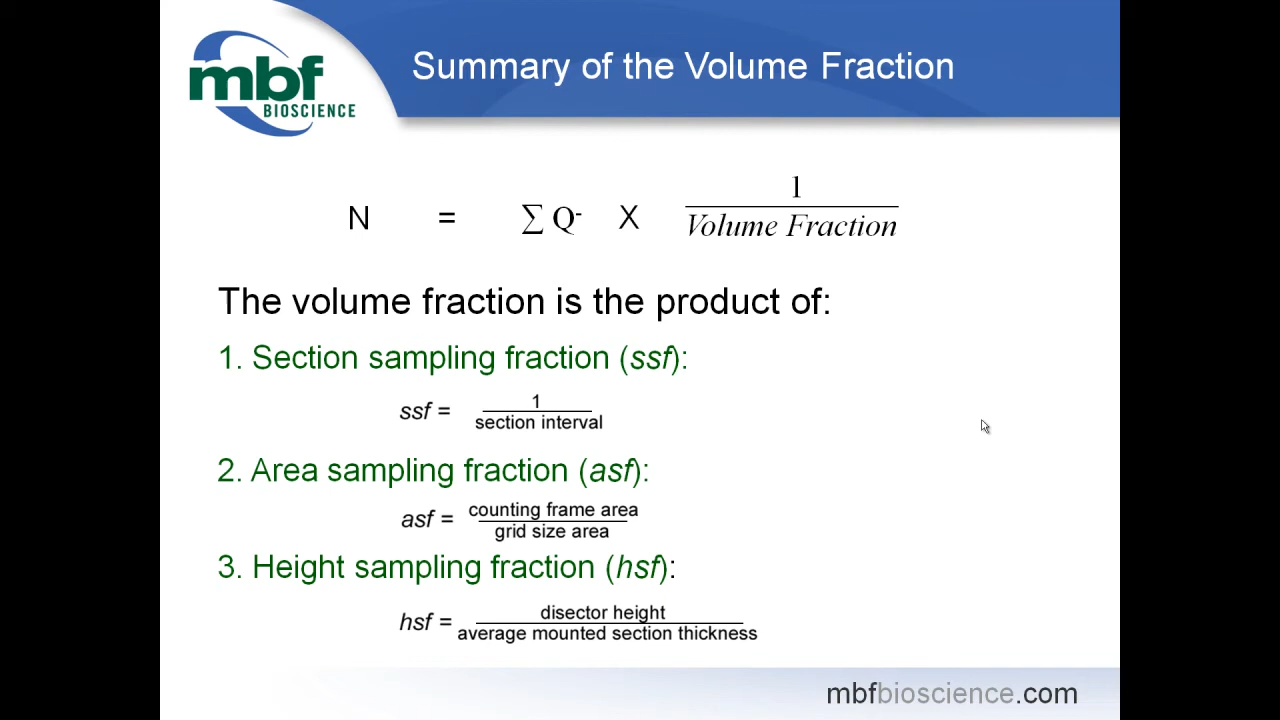 mbf
BIOSCIENCE
Summary of the Volume Fraction
N = ∑ Q- X 1
Volume Fraction
The volume fraction is the product of:
1. Section sampling fraction (ssf):
ssf = 1
section interval
2. Area sampling fraction (asf):
asf = counting frame area
grid size area
3. Height sampling fraction (hsf):
hsf = disector height
average mounted section thickness
mbfbioscience.com